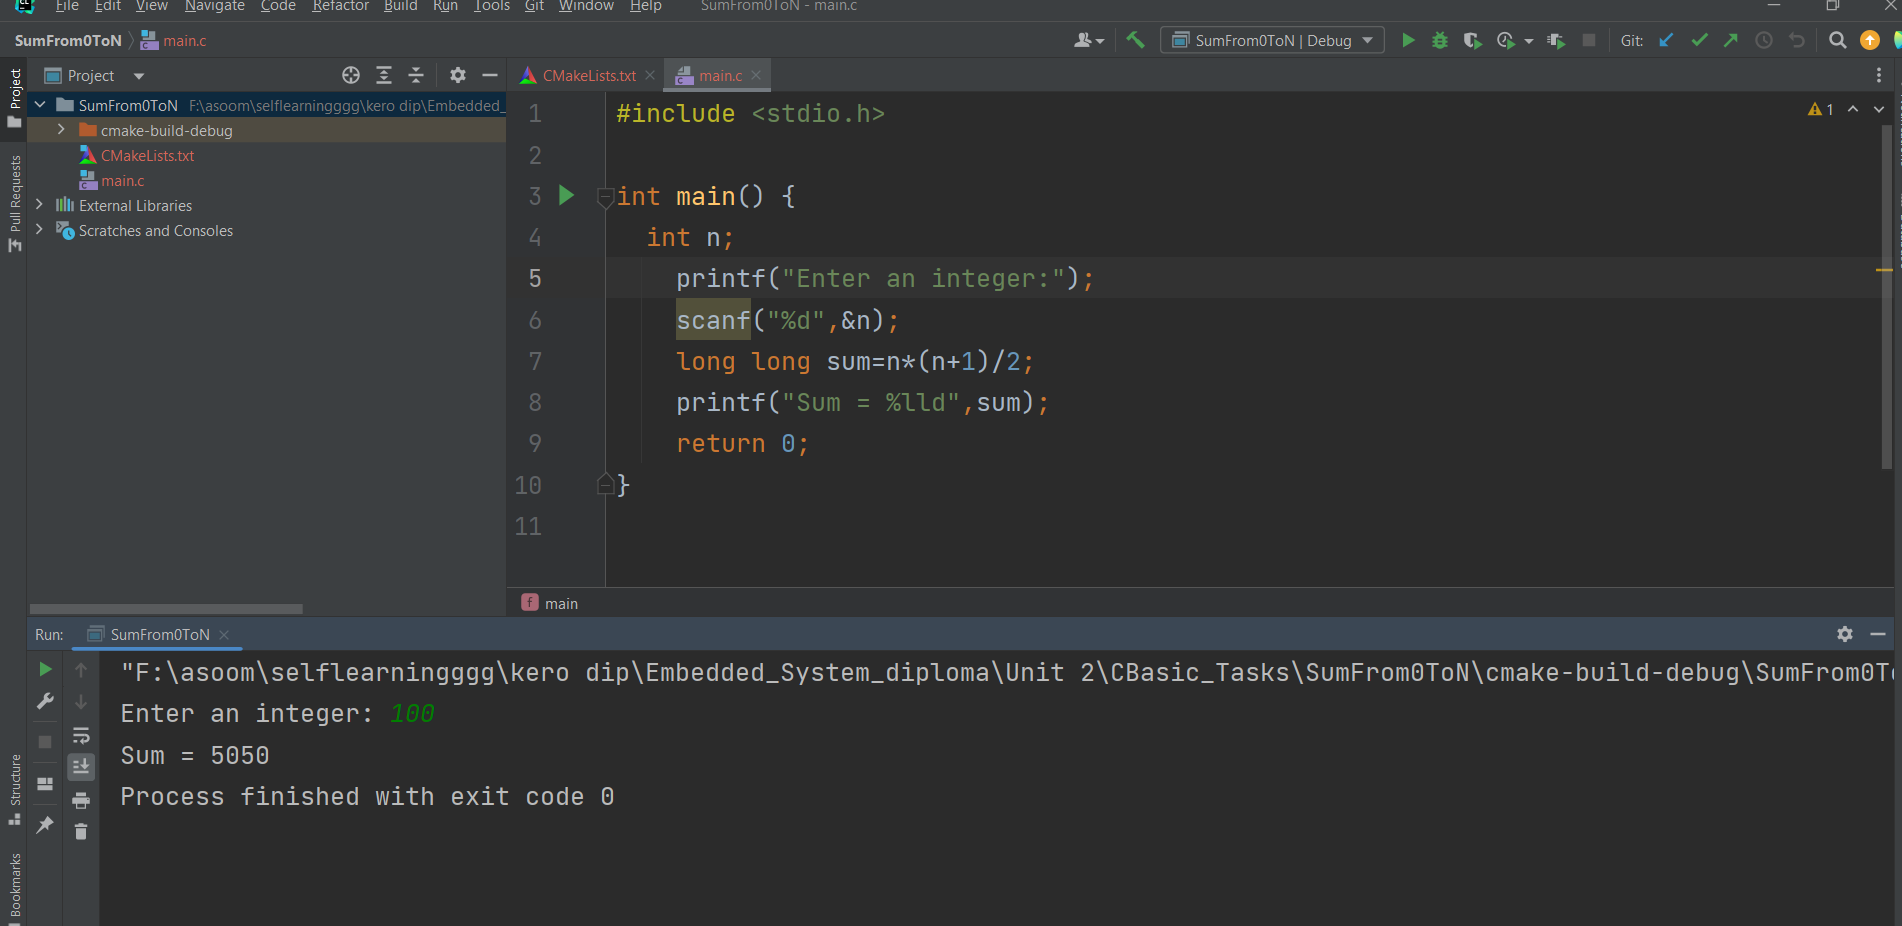 File Edit View Navigate Code Refactor Build Run Tools Git Window Help SumFrom0ToN - main.c
SumFrom0ToN main.c SumFrom0ToN | Debug Git:
Project CMakeLists.txt main.c
Project
SumFrom0ToN F:\asoom\selflearningggg\kero dip\Embedded_
cmake-build-debug
CMakeLists.txt
main.c
External Libraries
Scratches and Consoles
Pull Requests
1 #include <stdio.h>
1
2
3 int main() {
4 int n;
5 printf("Enter an integer:");
6 scanf("%d",&n);
7 long long sum=n*(n+1)/2;
8 printf("Sum = %lld",sum);
9 return 0;
10 }
11
f main
Run: SumFrom0ToN
"F:\asoom\selflearningggg\kero dip\Embedded_System_diploma\Unit 2\CBasic_Tasks\SumFrom0ToN\cmake-build-debug\SumFrom0To
Enter an integer: 100
Sum = 5050
Process finished with exit code 0
Structure
Bookmarks